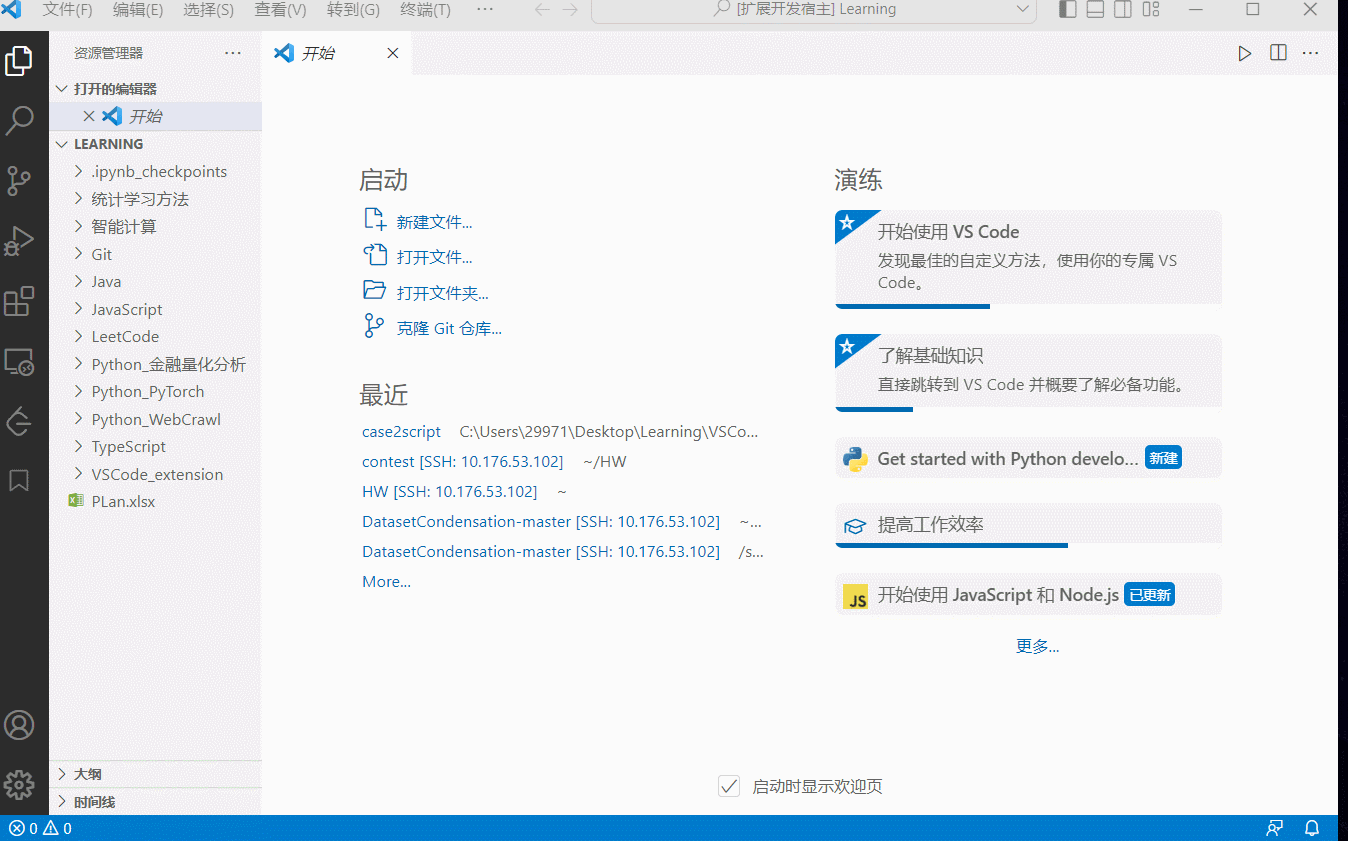 文件(F) 编辑(E) 选择(S) 查看(V) 转到(G) 终端(T) ··· [扩展开发宿主] Learning
资源管理器 ···
开始
打开的编辑器
开始
LEARNING
.ipynb_checkpoints
统计学习方法
智能计算
Git
Java
JavaScript
LeetCode
Python_金融量化分析
Python_PyTorch
Python_WebCrawl
TypeScript
VSCode_extension
PLan.xlsx
大纲
时间线
启动
新建文件...
打开文件...
打开文件夹...
克隆 Git 仓库...
最近
case2script C:\Users\29971\Desktop\Learning\VSCo...
contest [SSH: 10.176.53.102] ~/HW
HW [SSH: 10.176.53.102] ~
DatasetCondensation-master [SSH: 10.176.53.102] ~...
DatasetCondensation-master [SSH: 10.176.53.102] /s...
More...
演练
开始使用 VS Code
发现最佳的自定义方法，使用你的专属 VS
Code。
了解基础知识
直接跳转到 VS Code 并概要了解必备功能。
Get started with Python develo... 新建
提高工作效率
JS 开始使用 JavaScript 和 Node.js 已更新
更多...
启动时显示欢迎页
0 0